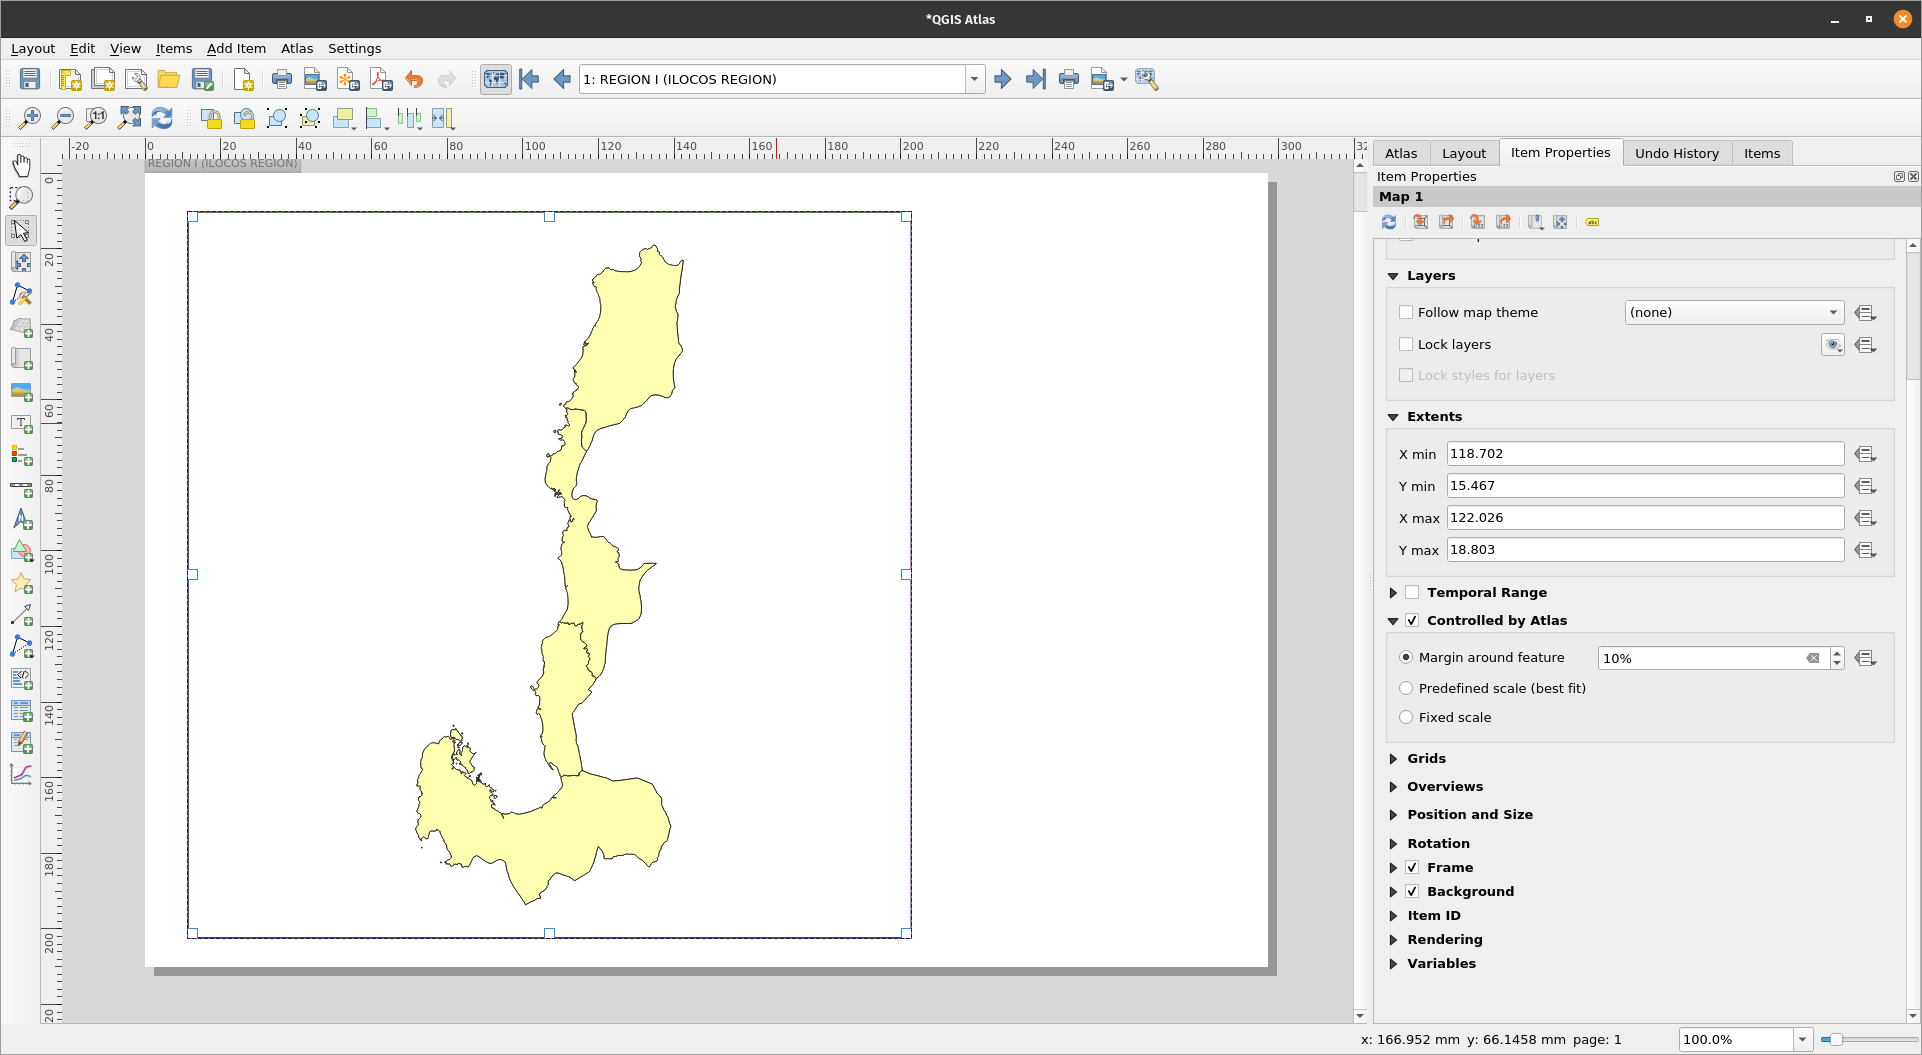 *QGIS Atlas
Layout Edit View Items Add Item Atlas Settings
1: REGION I (ILOCOS REGION)
1:1
-20 0 20 40 60 80 100 120 140 160 180 200 220 240 260 280 300 32
REGION I (ILOCOS REGION)
0
20
40
60
80
100
120
140
160
180
200
20
Atlas Layout Item Properties Undo History Items
Item Properties
Map 1
Layers
Follow map theme (none)
Lock layers
Lock styles for layers
Extents
X min 118.702
Y min 15.467
X max 122.026
Y max 18.803
Temporal Range
Controlled by Atlas
Margin around feature 10%
Predefined scale (best fit)
Fixed scale
Grids
Overviews
Position and Size
Rotation
Frame
Background
Item ID
Rendering
Variables
x: 166.952 mm y: 66.1458 mm page: 1 100.0%